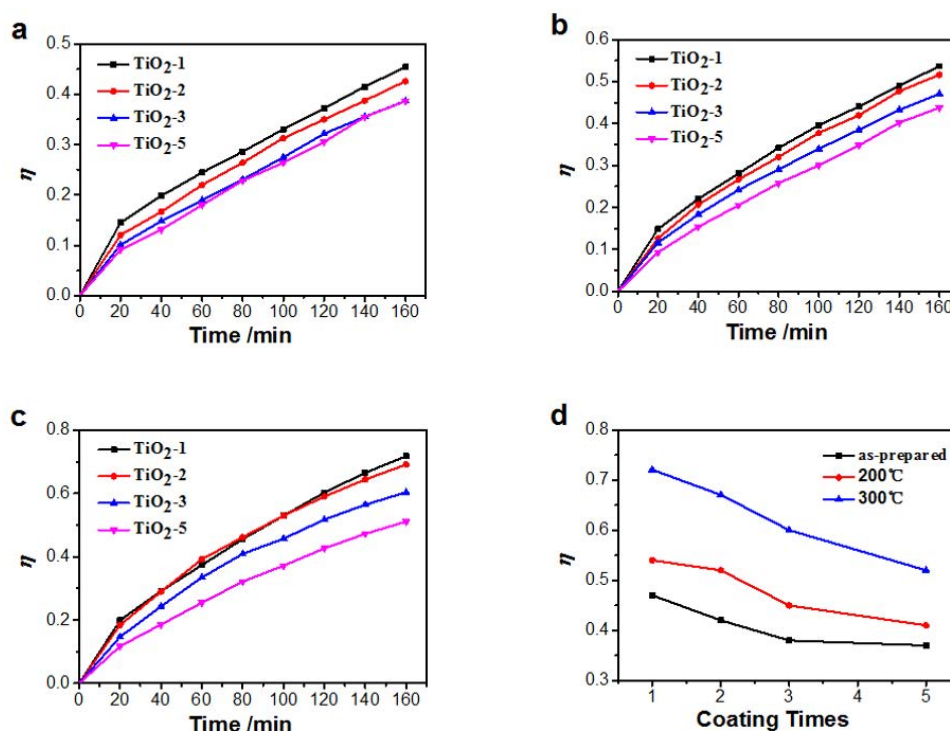 a
0.5
0.4
0.3
0.2
0.1
0.0
η
TiO2-1
TiO2-2
TiO2-3
TiO2-5
0 20 40 60 80 100 120 140 160
Time /min
b
0.6
0.5
0.4
0.3
0.2
0.1
0.0
η
TiO2-1
TiO2-2
TiO2-3
TiO2-5
0 20 40 60 80 100 120 140 160
Time /min
c
0.8
0.6
0.4
0.2
0.0
η
TiO2-1
TiO2-2
TiO2-3
TiO2-5
0 20 40 60 80 100 120 140 160
Time /min
d
0.8
0.7
0.6
0.5
0.4
0.3
η
as-prepared
200℃
300℃
1 2 3 4 5
Coating Times